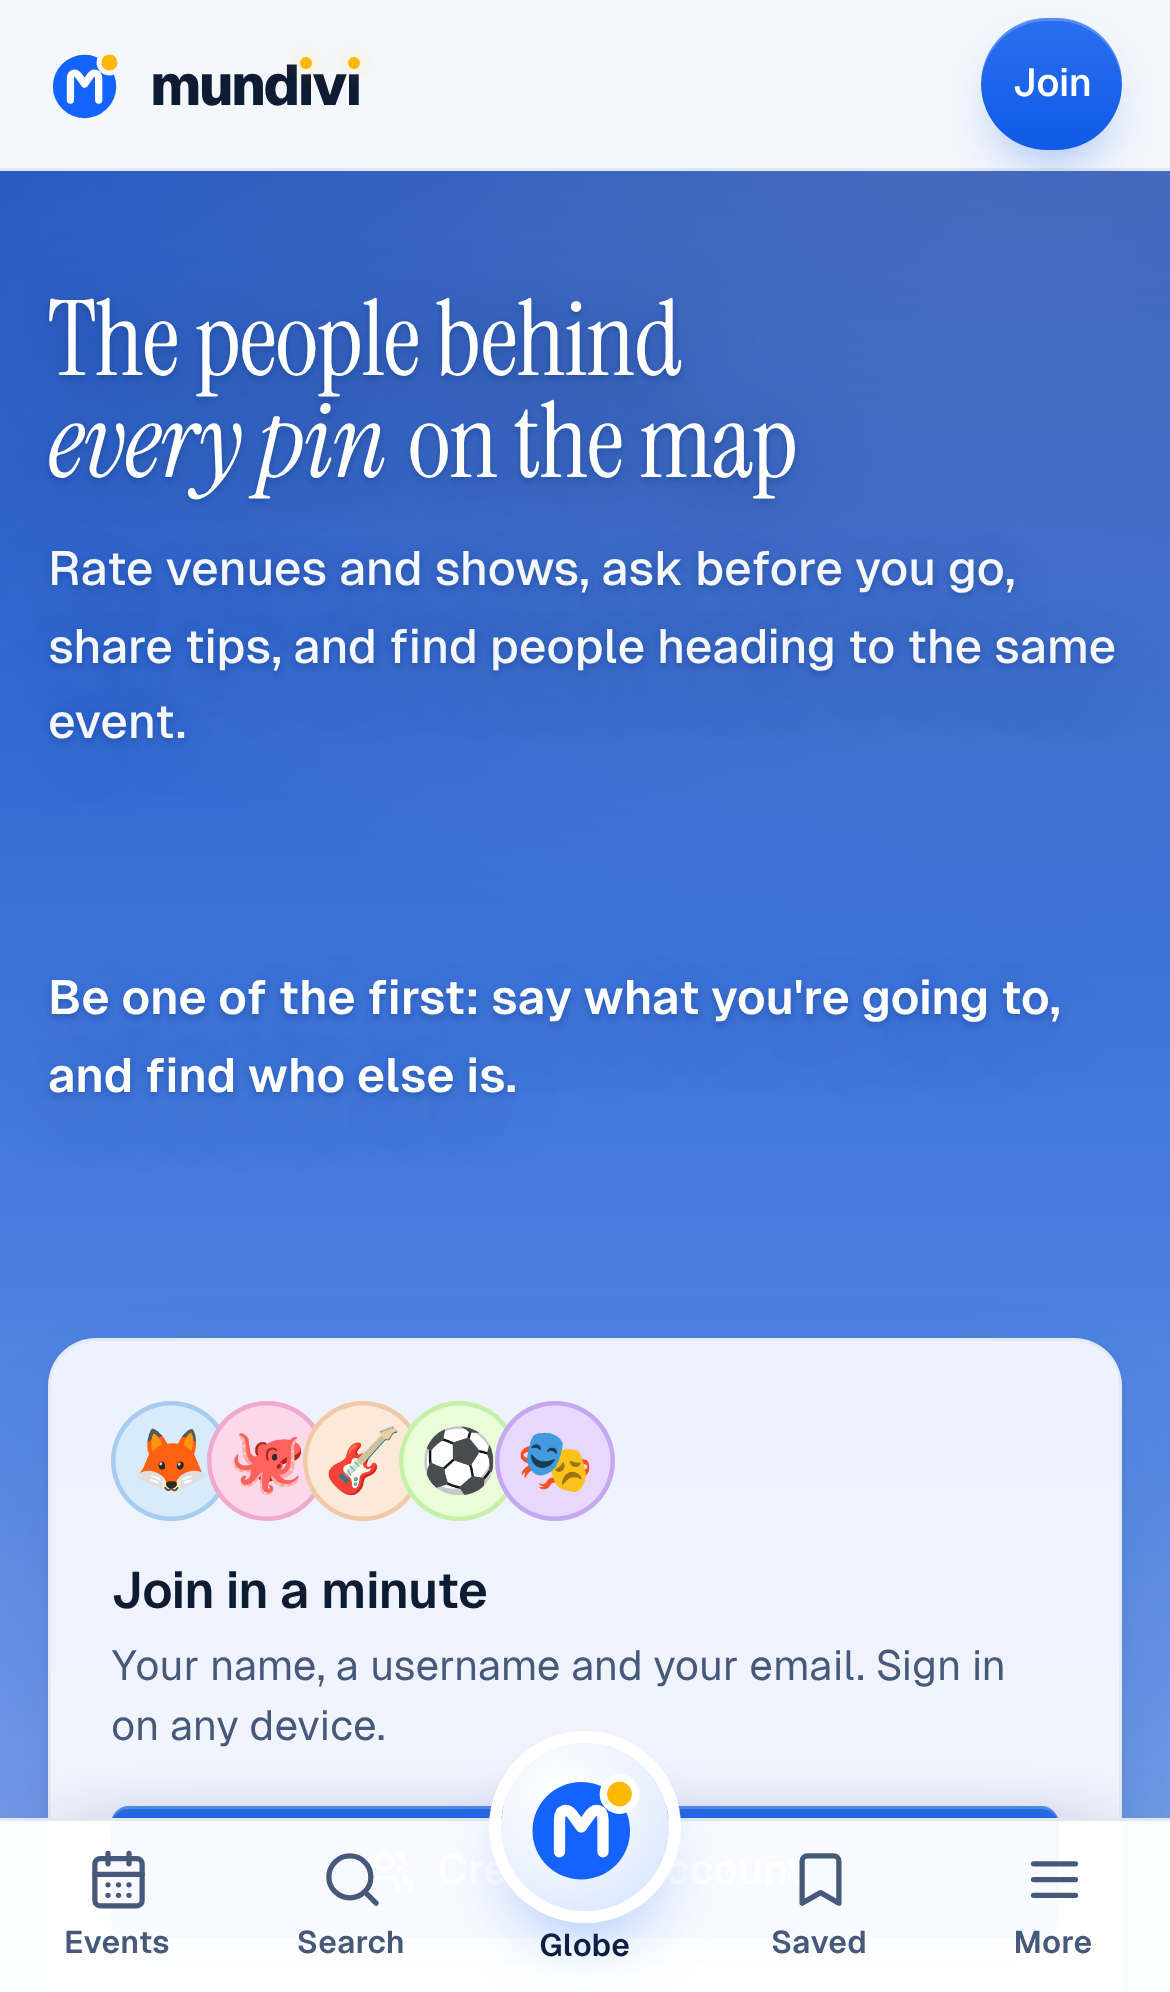 mundivi
Join
The people behind
every pin on the map
Rate venues and shows, ask before you go,
share tips, and find people heading to the same
event.
Be one of the first: say what you're going to,
and find who else is.
Join in a minute
Your name, a username and your email. Sign in
on any device.
Events
Search
Globe
Saved
More